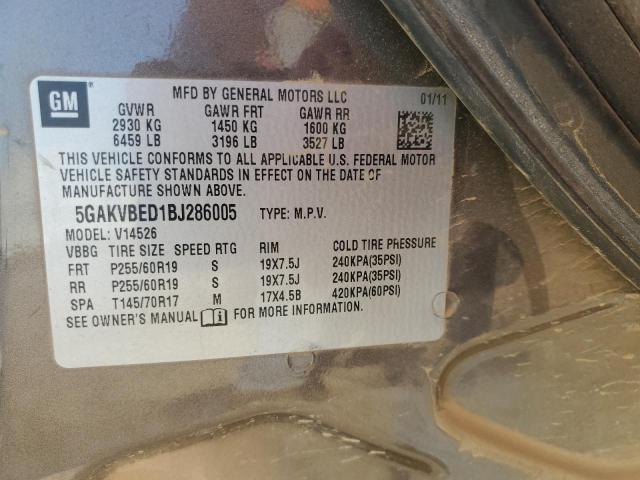 GM
MFD BY GENERAL MOTORS LLC 01/11
GVWR GAWR FRT GAWR RR
2930 KG 1450 KG 1600 KG
6459 LB 3196 LB 3527 LB
THIS VEHICLE CONFORMS TO ALL APPLICABLE U.S. FEDERAL MOTOR
VEHICLE SAFETY STANDARDS IN EFFECT ON THE DATE OF
MANUFACTURE SHOWN ABOVE.
5GAKVBED1BJ286005 TYPE: M.P.V.
MODEL: V14526
VBBG TIRE SIZE SPEED RTG RIM COLD TIRE PRESSURE
FRT P255/60R19 S 19X7.5J 240KPA(35PSI)
RR P255/60R19 S 19X7.5J 240KPA(35PSI)
SPA T145/70R17 M 17X4.5B 420KPA(60PSI)
SEE OWNER'S MANUAL FOR MORE INFORMATION.